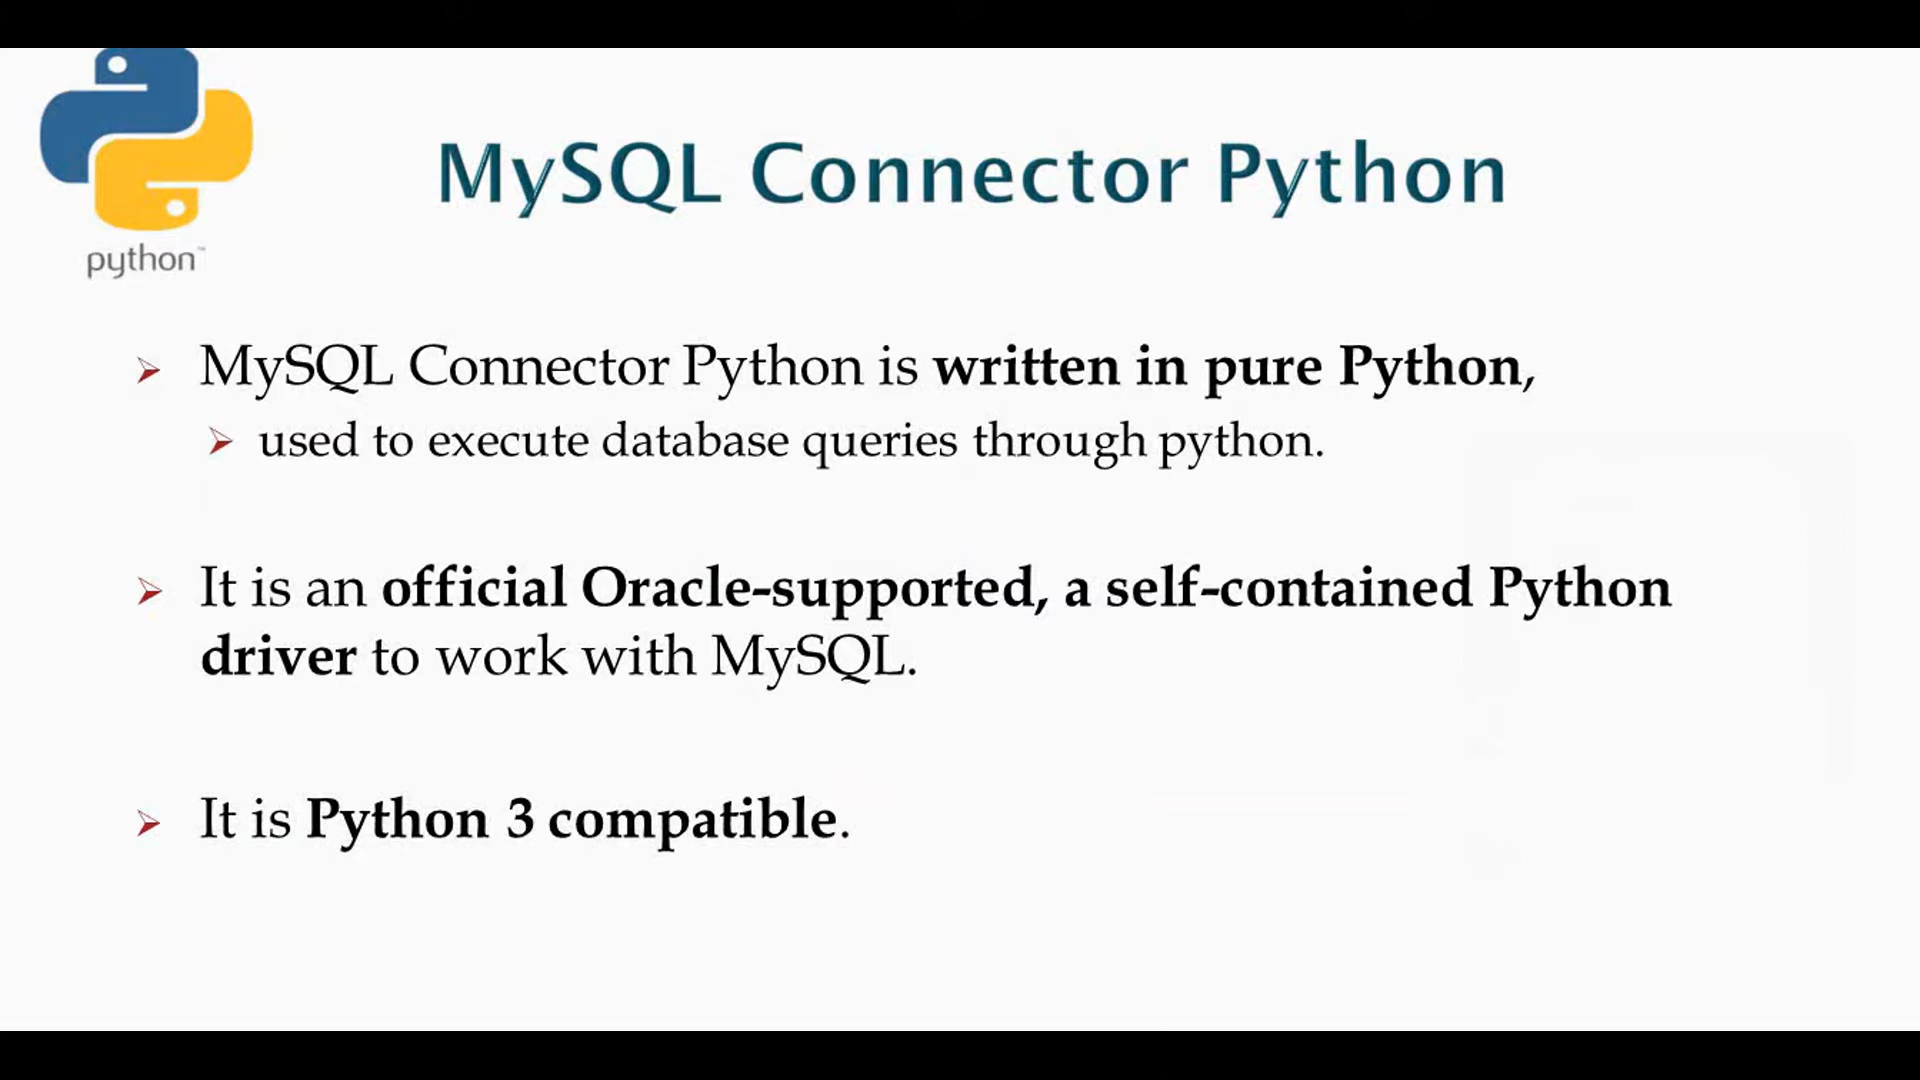 python™
MySQL Connector Python
MySQL Connector Python is written in pure Python,
used to execute database queries through python.
It is an official Oracle-supported, a self-contained Python
driver to work with MySQL.
It is Python 3 compatible.